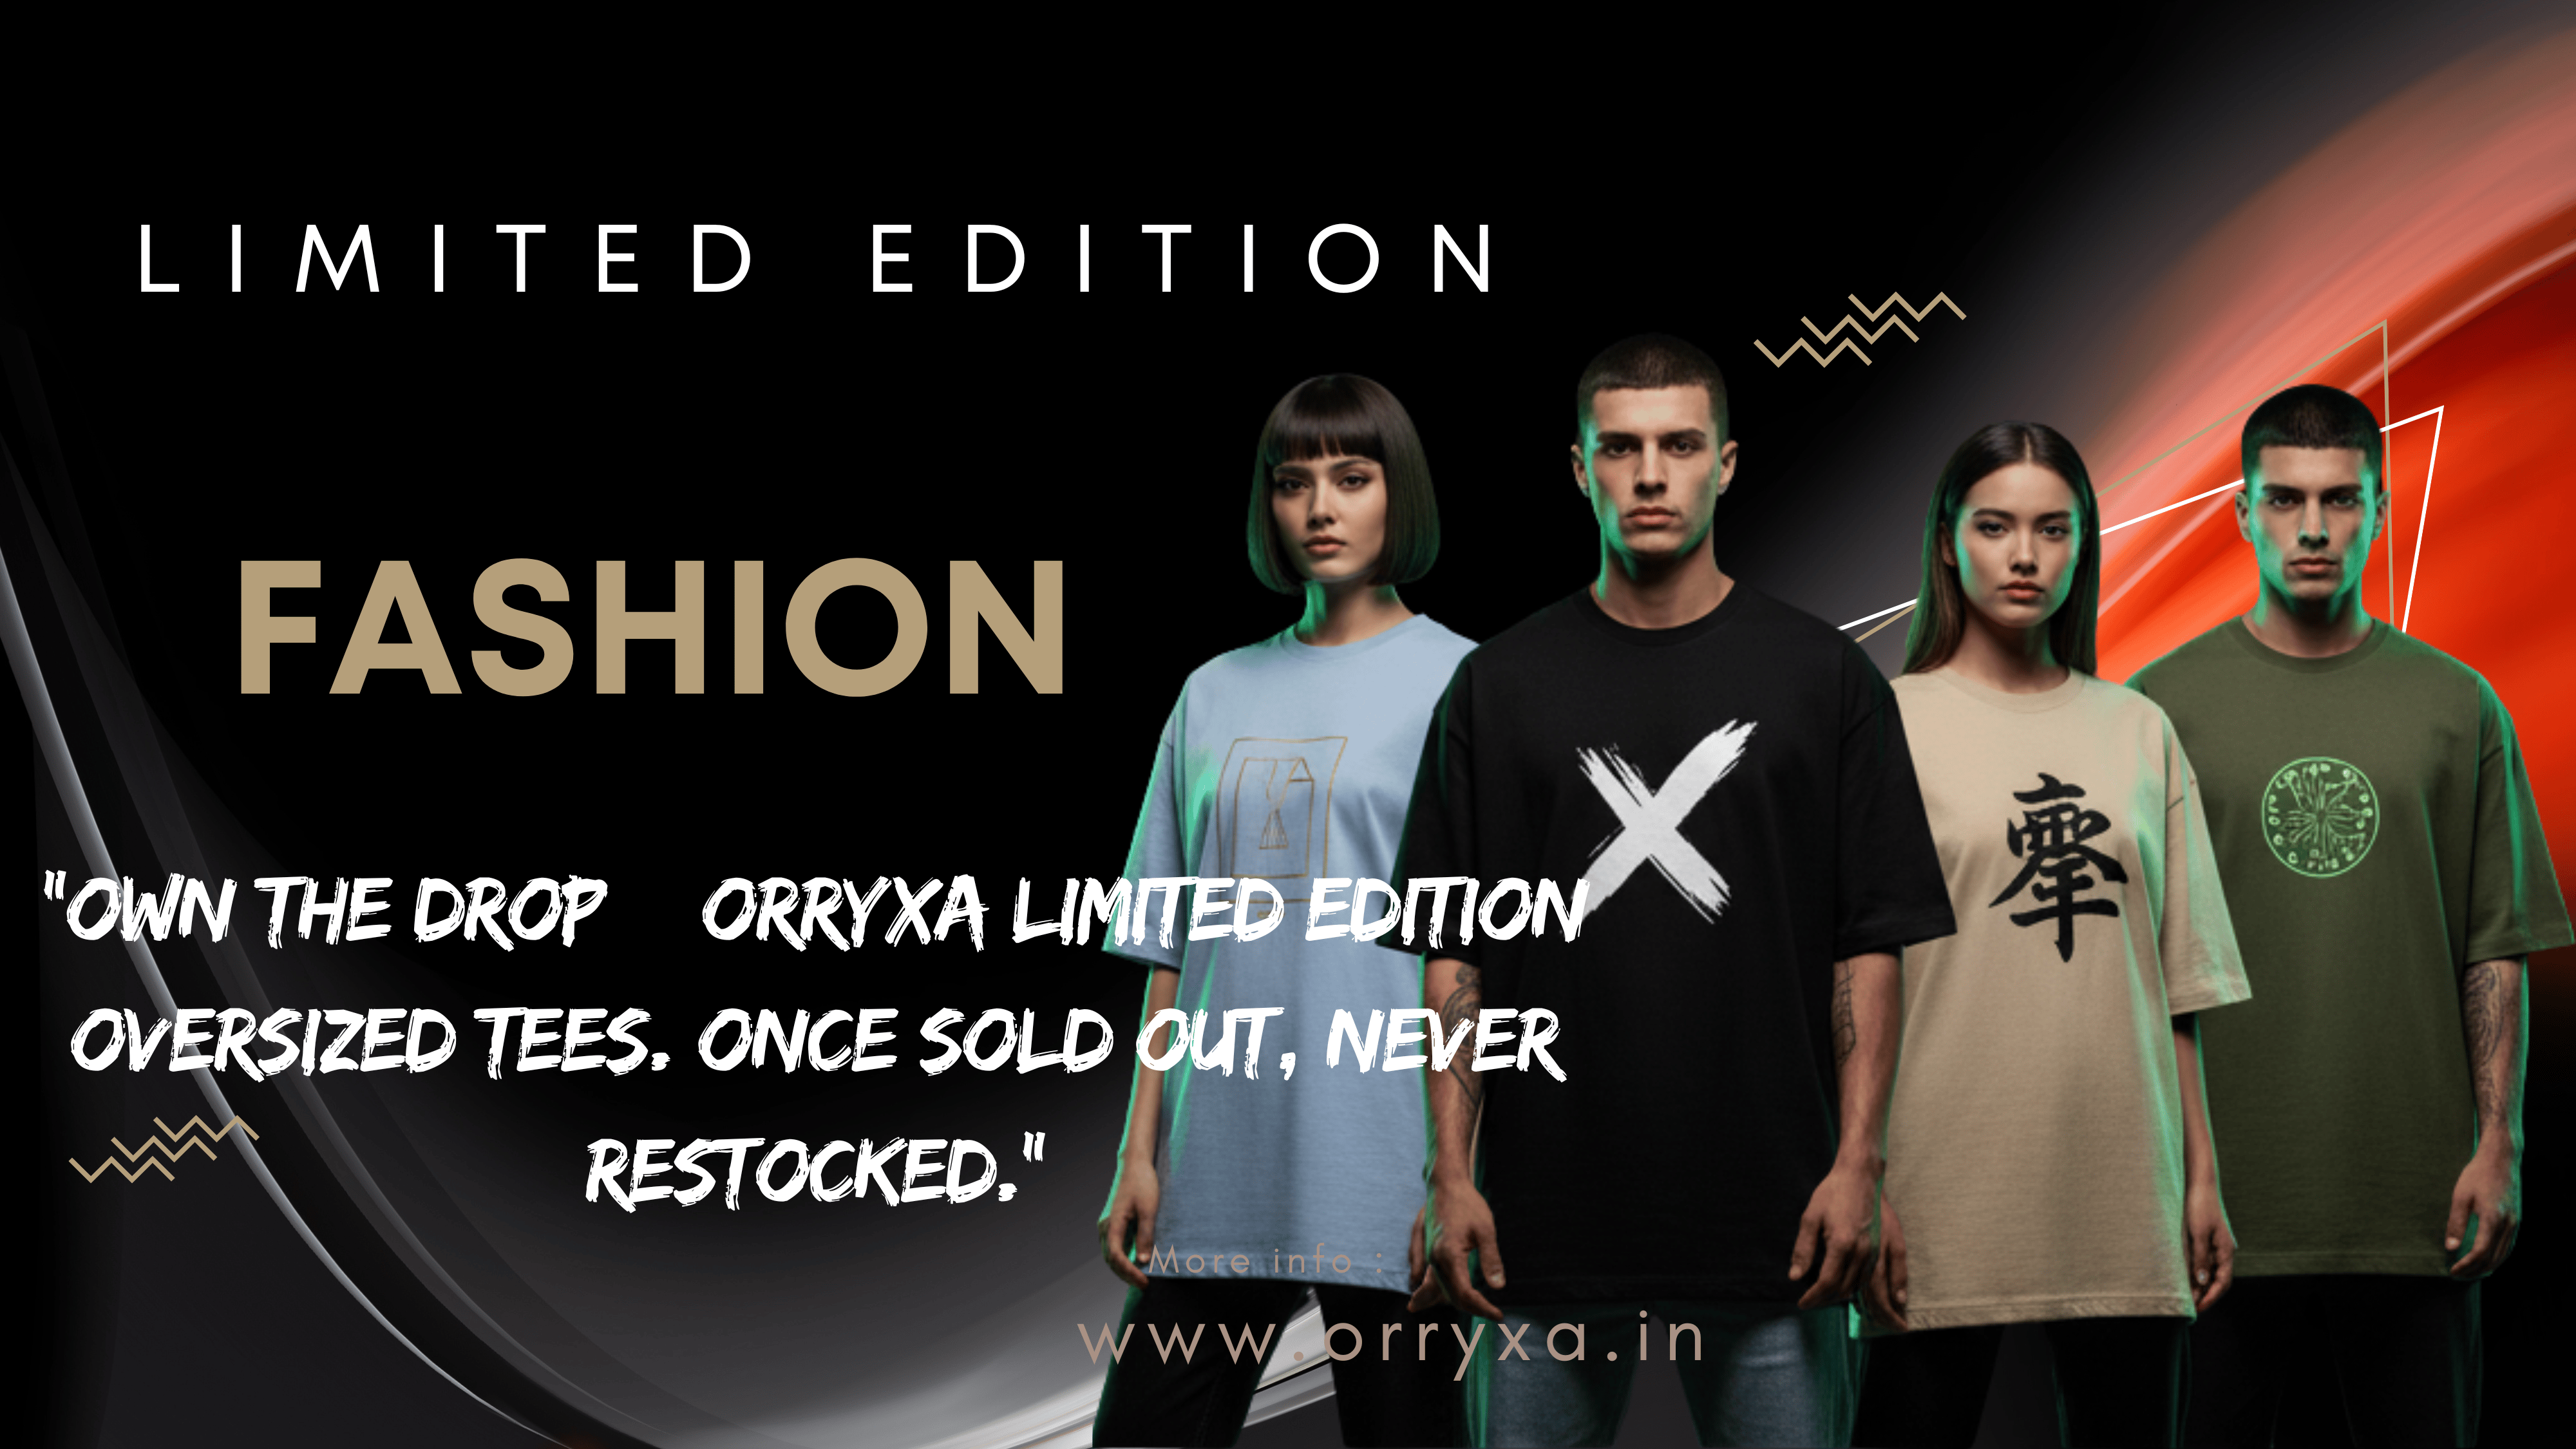 LIMITED EDITION
FASHION
"OWN THE DROP ORRYXA LIMITED EDITION
OVERSIZED TEES. ONCE SOLD OUT, NEVER
RESTOCKED."
More info :
www.orryxa.in